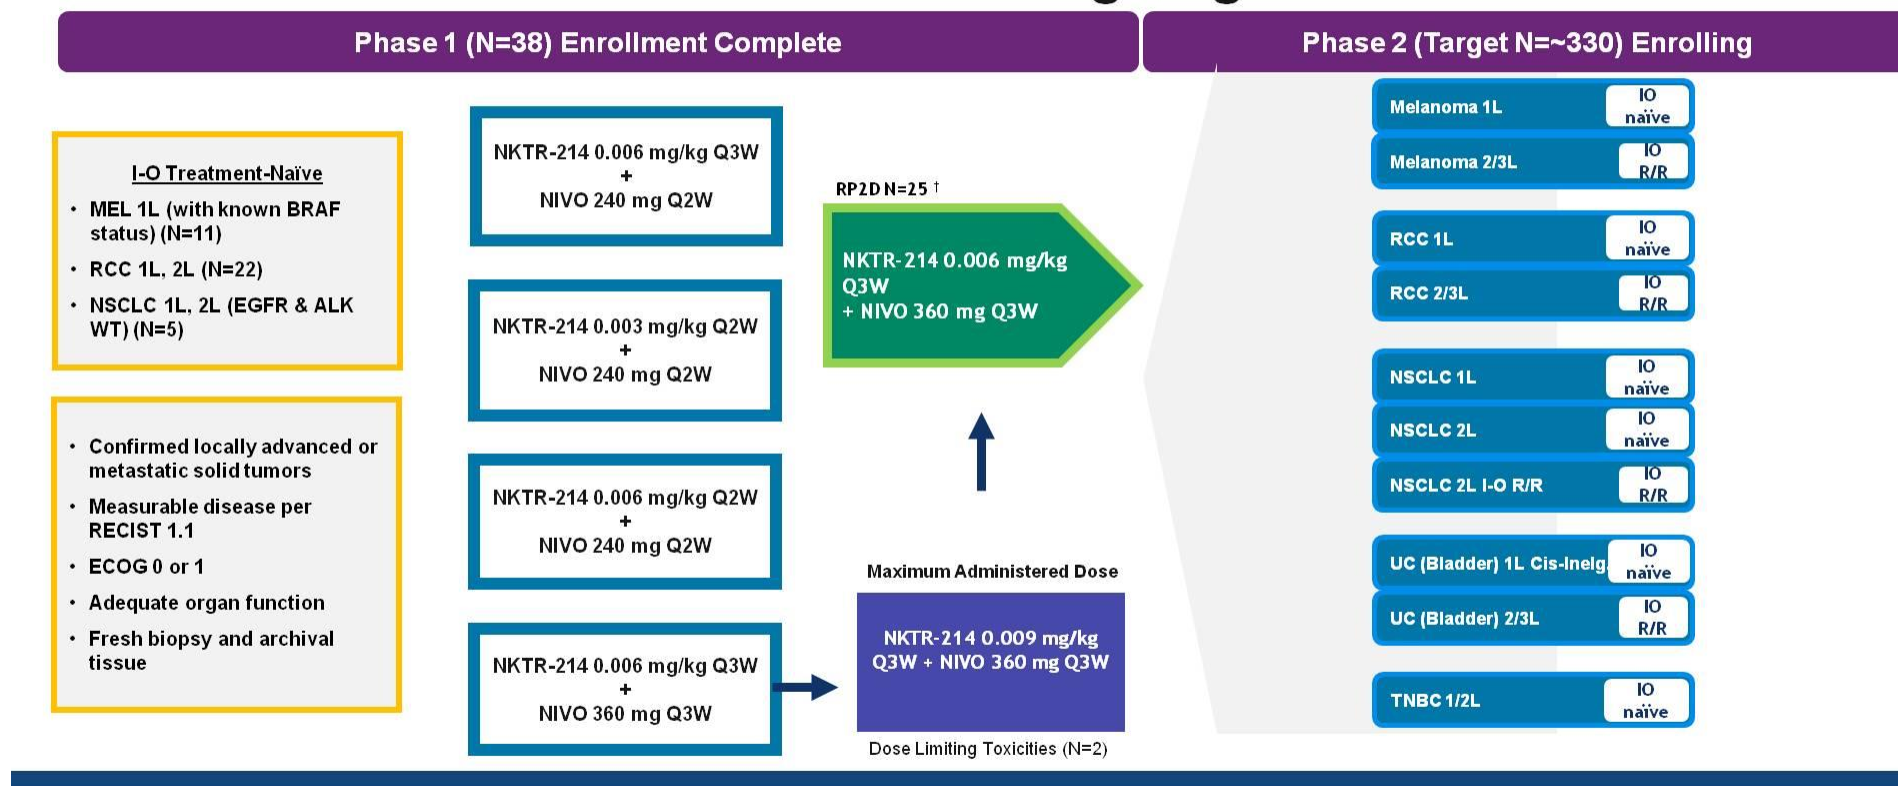 Phase 1 (N=38) Enrollment Complete
Phase 2 (Target N=~330) Enrolling
I-O Treatment-Naïve
• MEL 1L (with known BRAF
status) (N=11)
• RCC 1L, 2L (N=22)
• NSCLC 1L, 2L (EGFR & ALK
WT) (N=5)
• Confirmed locally advanced or
metastatic solid tumors
• Measurable disease per
RECIST 1.1
• ECOG 0 or 1
• Adequate organ function
• Fresh biopsy and archival
tissue
NKTR-214 0.006 mg/kg Q3W
+
NIVO 240 mg Q2W
NKTR-214 0.003 mg/kg Q2W
+
NIVO 240 mg Q2W
NKTR-214 0.006 mg/kg Q2W
+
NIVO 240 mg Q2W
NKTR-214 0.006 mg/kg Q3W
+
NIVO 360 mg Q3W
RP2D N=25 †
NKTR-214 0.006 mg/kg
Q3W
+ NIVO 360 mg Q3W
Maximum Administered Dose
NKTR-214 0.009 mg/kg
Q3W + NIVO 360 mg Q3W
Dose Limiting Toxicities (N=2)
Melanoma 1L
IO
naïve
Melanoma 2/3L
IO
R/R
RCC 1L
IO
naïve
RCC 2/3L
IO
R/R
NSCLC 1L
IO
naïve
NSCLC 2L
IO
naïve
NSCLC 2L I-O R/R
IO
R/R
UC (Bladder) 1L Cis-Inelg.
IO
naïve
UC (Bladder) 2/3L
IO
R/R
TNBC 1/2L
IO
naïve